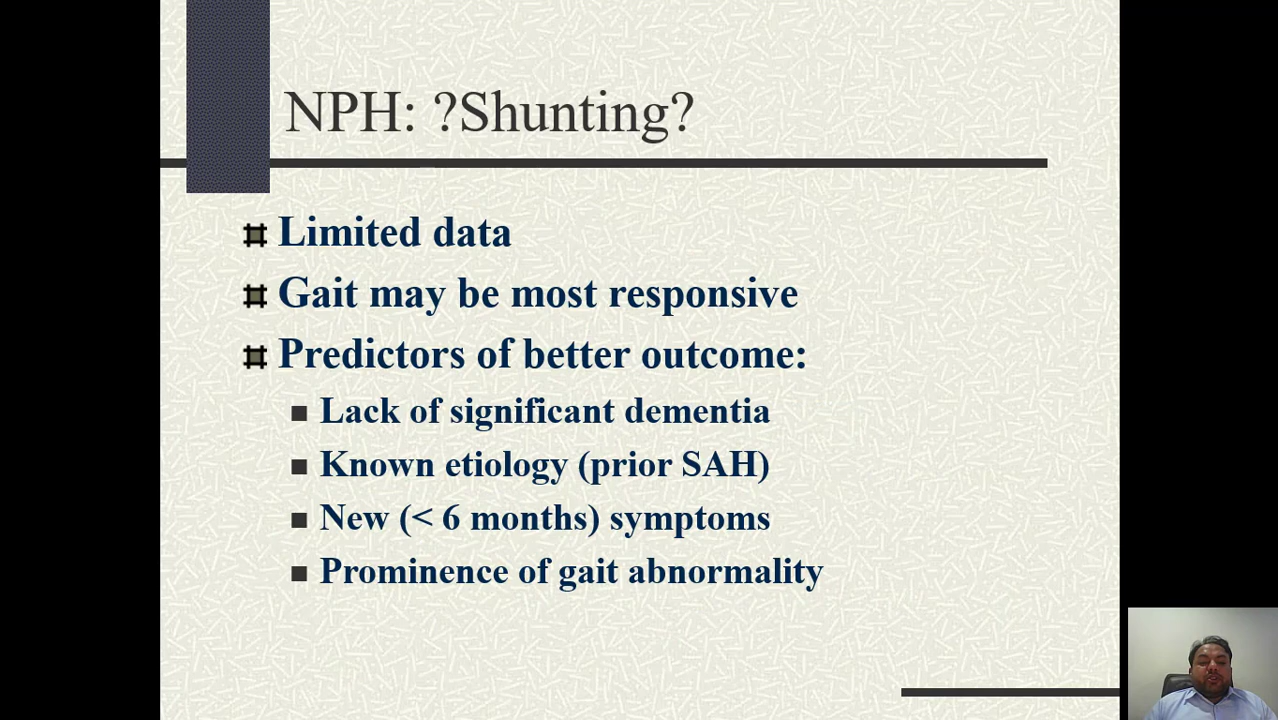 NPH: ?Shunting?
Limited data
Gait may be most responsive
Predictors of better outcome:
Lack of significant dementia
Known etiology (prior SAH)
New (< 6 months) symptoms
Prominence of gait abnormality